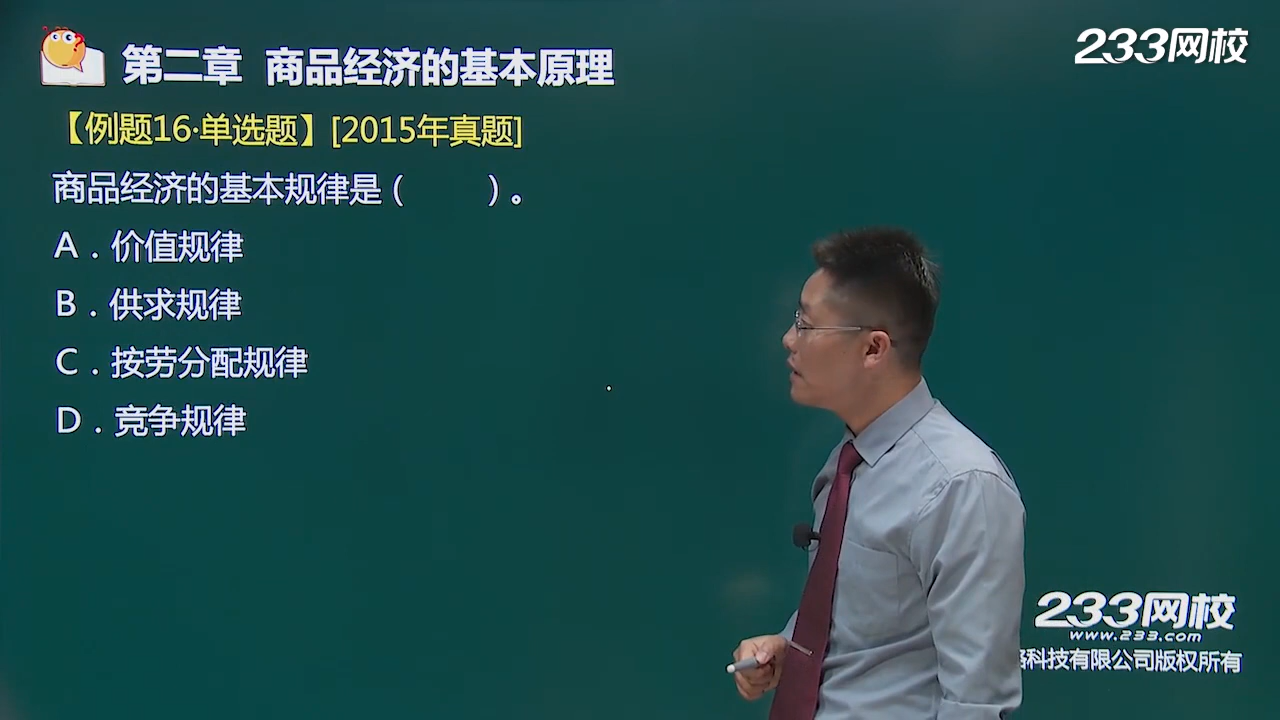 233网校
第二章 商品经济的基本原理
【例题16·单选题】[2015年真题]
商品经济的基本规律是(  )。
A．价值规律
B．供求规律
C．按劳分配规律
D．竞争规律
233网校
www.233.com
科技有限公司版权所有